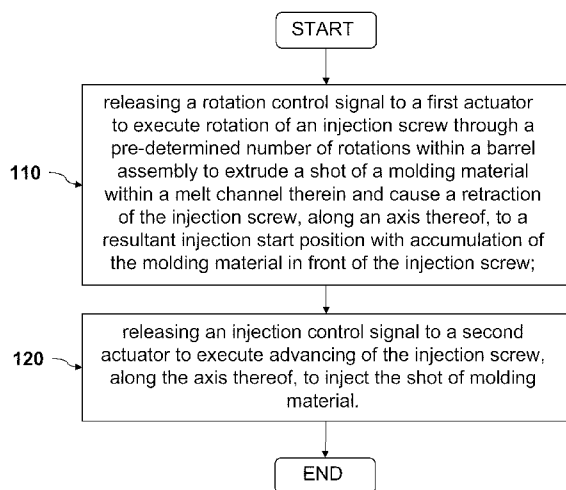 START
releasing a rotation control signal to a first actuator
to execute rotation of an injection screw through a
pre-determined number of rotations within a barrel
assembly to extrude a shot of a molding material
110
within a melt channel therein and cause a retraction
of the injection screw, along an axis thereof, to a
resultant injection start position with accumulation of
the molding material in front of the injection screw;
releasing an injection control signal to a second
120
actuator to execute advancing of the injection screw,
along the axis thereof, to inject the shot of molding
material.
END